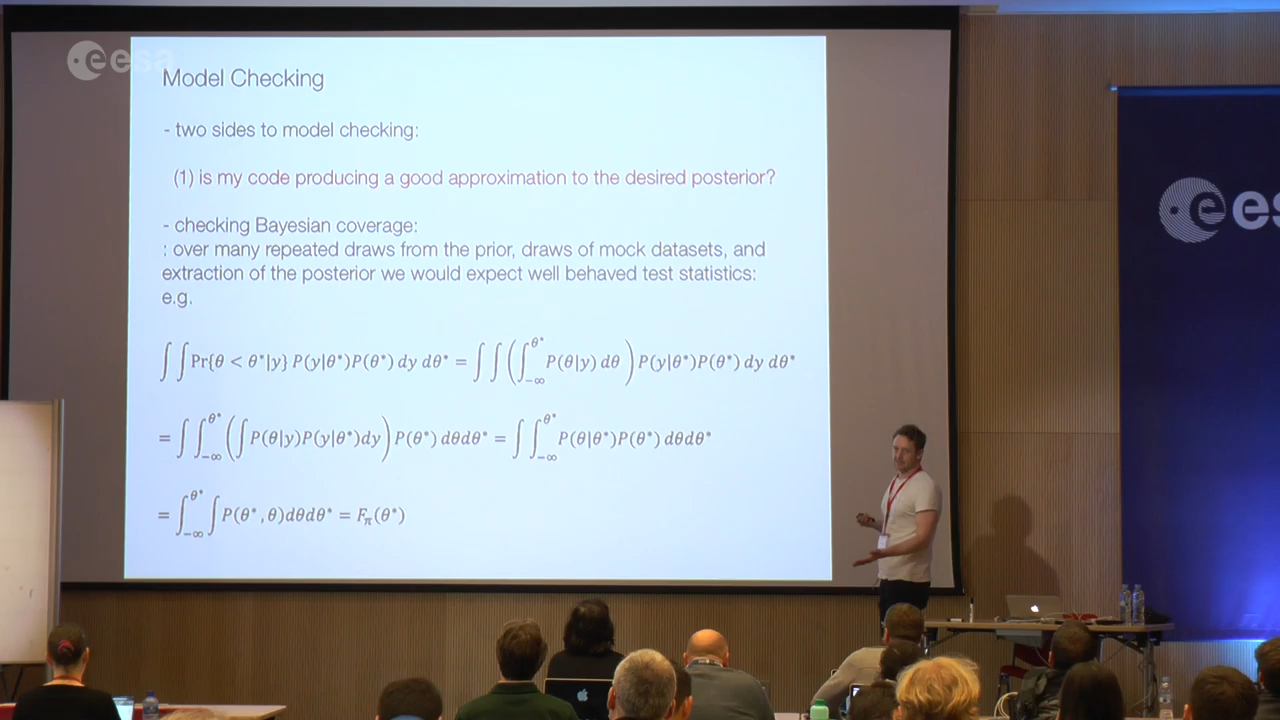 esa
Model Checking
- two sides to model checking:
(1) is my code producing a good approximation to the desired posterior?
- checking Bayesian coverage:
: over many repeated draws from the prior, draws of mock datasets, and
extraction of the posterior we would expect well behaved test statistics:
e.g.
∫ ∫ Pr{θ < θ*|y} P(y|θ*)P(θ*) dy dθ* = ∫ ∫ (∫_{-∞}^{θ*} P(θ|y) dθ) P(y|θ*)P(θ*) dy dθ*
= ∫ ∫_{-∞}^{θ*} (∫ P(θ|y)P(y|θ*)dy) P(θ*) dθdθ* = ∫ ∫_{-∞}^{θ*} P(θ|θ*)P(θ*) dθdθ*
= ∫_{-∞}^{θ*} ∫ P(θ*,θ)dθdθ* = F_π(θ*)
es